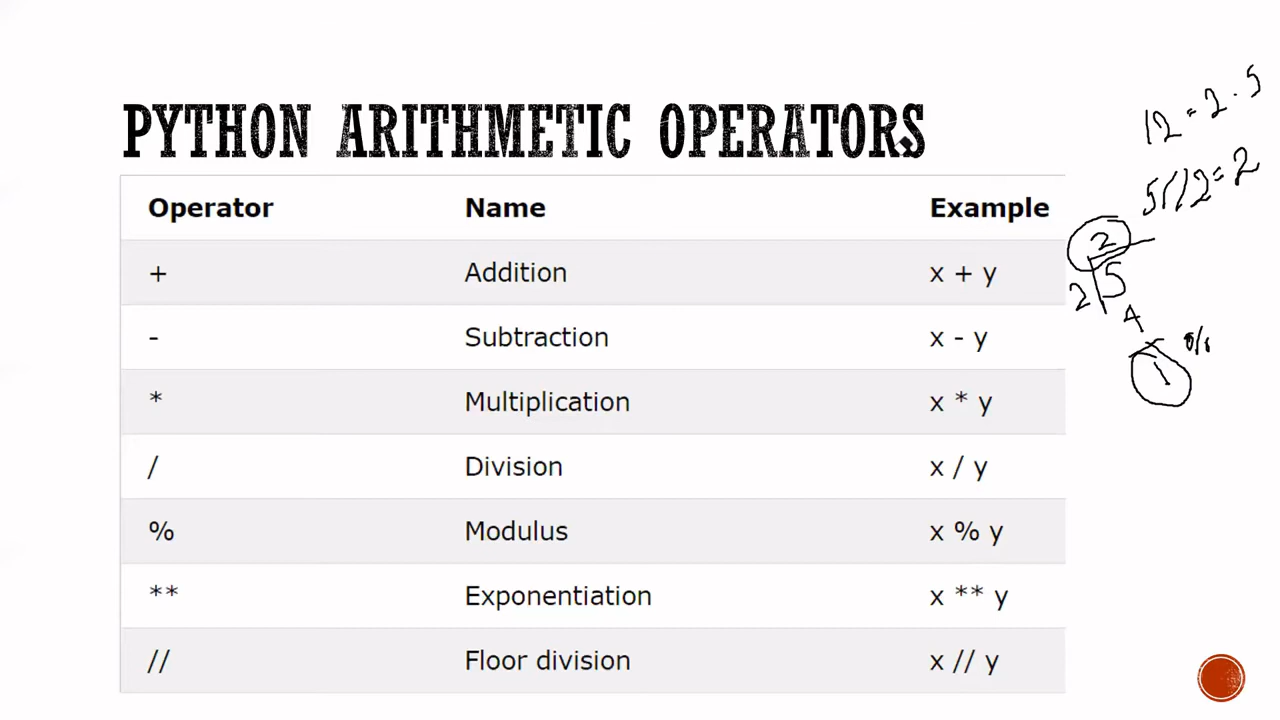 PYTHON ARITHMETIC OPERATORS
Operator Name Example
+ Addition x + y
- Subtraction x - y
* Multiplication x * y
/ Division x / y
% Modulus x % y
** Exponentiation x ** y
// Floor division x // y
12 = 2 . 5
5//2 = 2
2
2 5
4
1 %